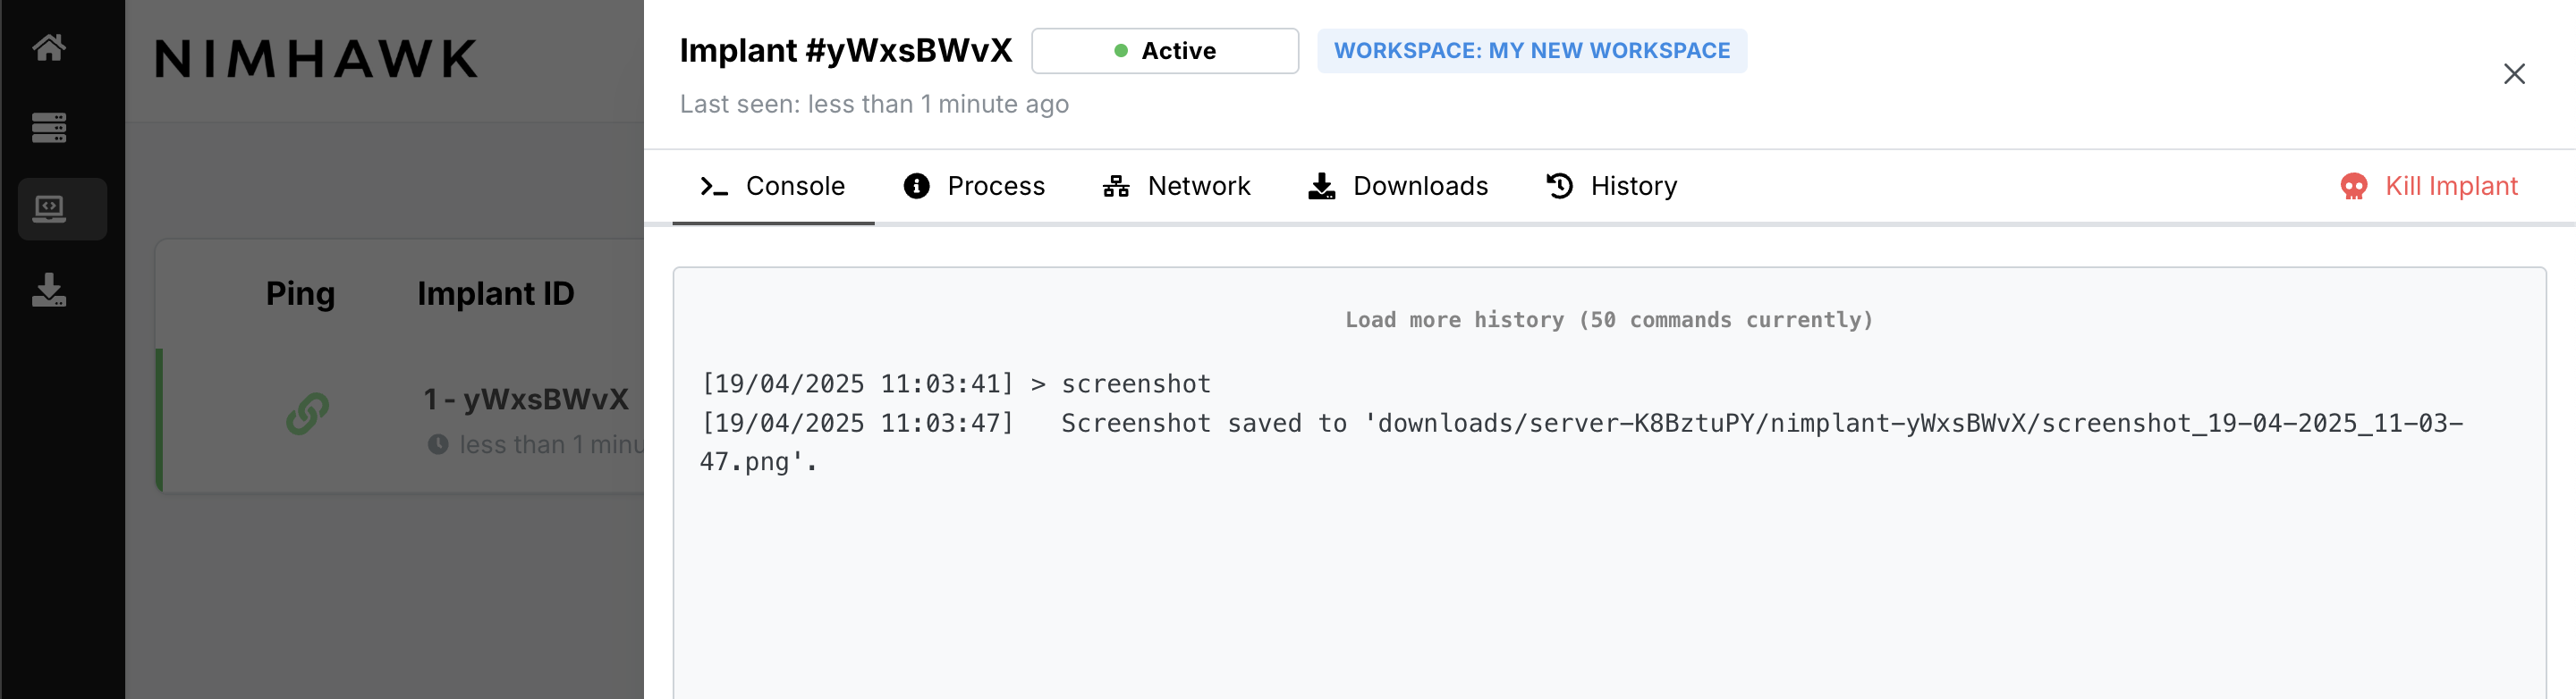 NIMHAWK
Ping Implant ID
1 - yWxsBWvX
less than 1 minu
Implant #yWxsBWvX Active WORKSPACE: MY NEW WORKSPACE
Last seen: less than 1 minute ago
Console Process Network Downloads History Kill Implant
Load more history (50 commands currently)
[19/04/2025 11:03:41] > screenshot
[19/04/2025 11:03:47]   Screenshot saved to 'downloads/server-K8BztuPY/nimplant-yWxsBWvX/screenshot_19-04-2025_11-03-
47.png'.